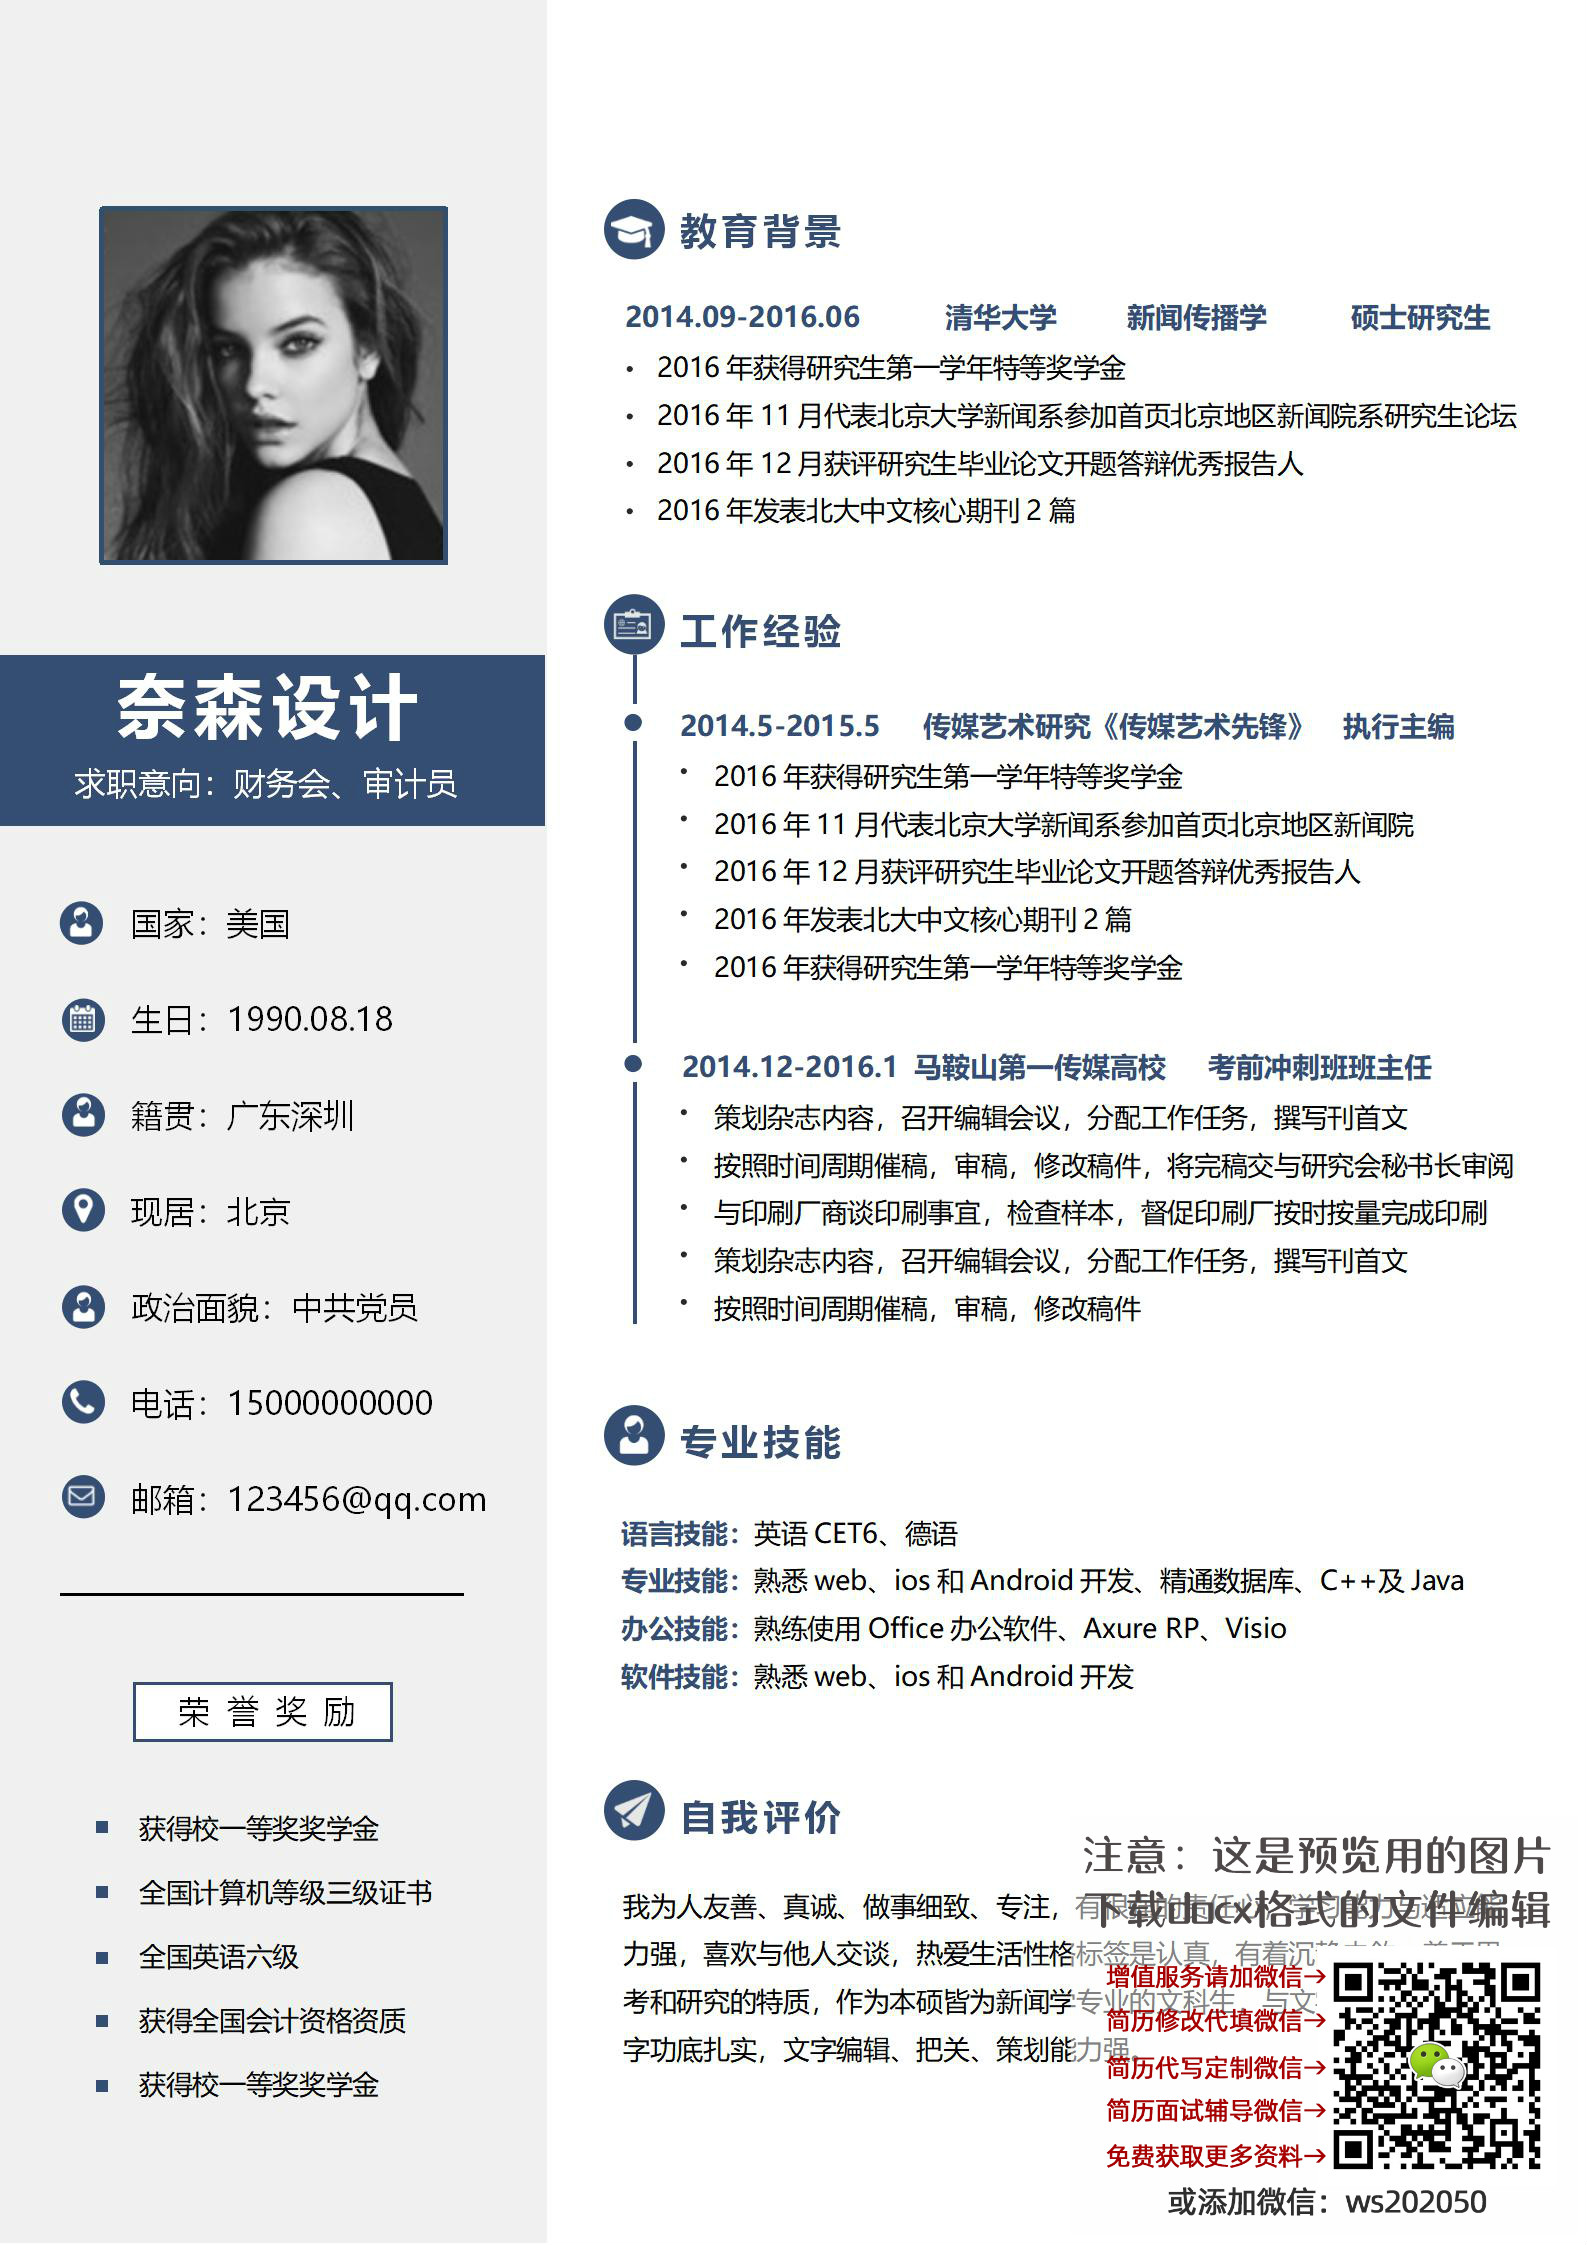 奈森设计
求职意向：财务会、审计员
国家：美国
生日：1990.08.18
籍贯：广东深圳
现居：北京
政治面貌：中共党员
电话：15000000000
邮箱：123456@qq.com
荣誉奖励
获得校一等奖奖学金
全国计算机等级三级证书
全国英语六级
获得全国会计资格资质
获得校一等奖奖学金
教育背景
2014.09-2016.06 清华大学 新闻传播学 硕士研究生
• 2016 年获得研究生第一学年特等奖学金
• 2016 年 11 月代表北京大学新闻系参加首页北京地区新闻院系研究生论坛
• 2016 年 12 月获评研究生毕业论文开题答辩优秀报告人
• 2016 年发表北大中文核心期刊 2 篇
工作经验
2014.5-2015.5 传媒艺术研究《传媒艺术先锋》 执行主编
• 2016 年获得研究生第一学年特等奖学金
• 2016 年 11 月代表北京大学新闻系参加首页北京地区新闻院
• 2016 年 12 月获评研究生毕业论文开题答辩优秀报告人
• 2016 年发表北大中文核心期刊 2 篇
• 2016 年获得研究生第一学年特等奖学金
2014.12-2016.1 马鞍山第一传媒高校 考前冲刺班班主任
• 策划杂志内容，召开编辑会议，分配工作任务，撰写刊首文
• 按照时间周期催稿，审稿，修改稿件，将完稿交与研究会秘书长审阅
• 与印刷厂商谈印刷事宜，检查样本，督促印刷厂按时按量完成印刷
• 策划杂志内容，召开编辑会议，分配工作任务，撰写刊首文
• 按照时间周期催稿，审稿，修改稿件
专业技能
语言技能：英语 CET6、德语
专业技能：熟悉 web、ios 和 Android 开发、精通数据库、C++及 Java
办公技能：熟练使用 Office 办公软件、Axure RP、Visio
软件技能：熟悉 web、ios 和 Android 开发
自我评价
我为人友善、真诚、做事细致、专注，有很强的责任心，学习能力与适应
力强，喜欢与他人交谈，热爱生活性格标签是认真，有着沉
考和研究的特质，作为本硕皆为新闻学专业的文科生，与文
字功底扎实，文字编辑、把关、策划能力强。
注意：这是预览用的图片
下载docx格式的文件编辑
增值服务请加微信→
简历修改代填微信→
简历代写定制微信→
简历面试辅导微信→
免费获取更多资料→
或添加微信：ws202050